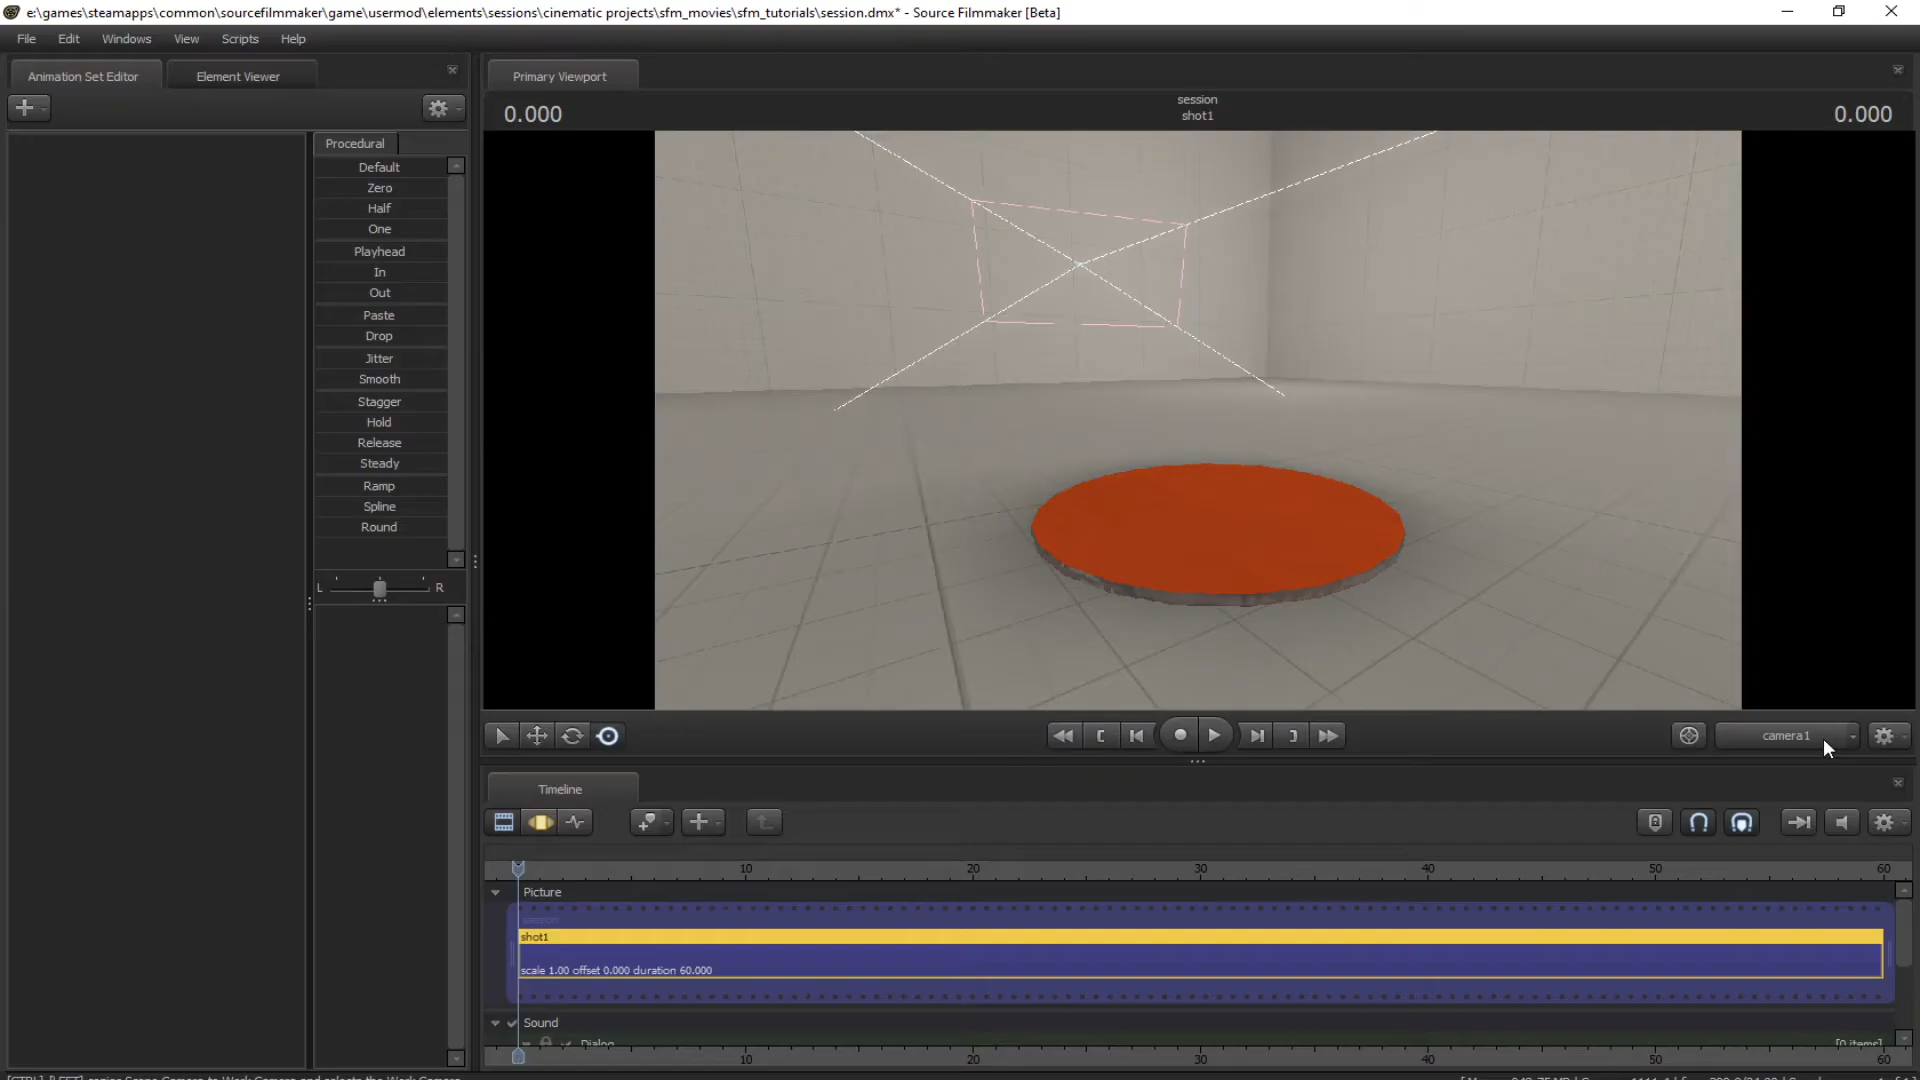 e:\games\steamapps\common\sourcefilmmaker\game\usermod\elements\sessions\cinematic projects\sfm_movies\sfm_tutorials\session.dmx* - Source Filmmaker [Beta]
File Edit Windows View Scripts Help
Animation Set Editor Element Viewer
Primary Viewport
0.000
session
shot1
0.000
Procedural
Default
Zero
Half
One
Playhead
In
Out
Paste
Drop
Jitter
Smooth
Stagger
Hold
Release
Steady
Ramp
Spline
Round
L R
camera1
Timeline
10 20 30 40 50 60
Picture
session
shot1
scale 1.00 offset 0.000 duration 60.000
Sound
Dialog
[0 items]
10 20 30 40 50 60